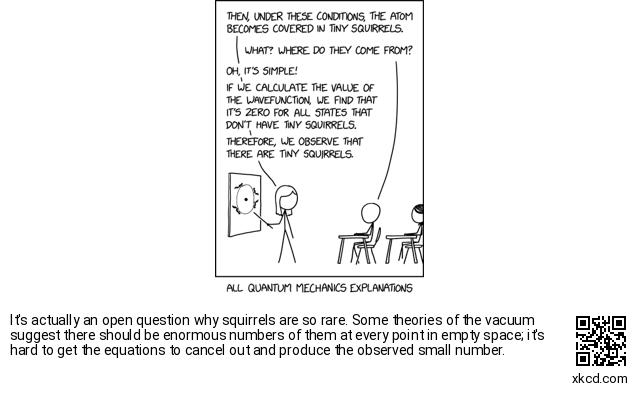 THEN, UNDER THESE CONDITIONS, THE ATOM
BECOMES COVERED IN TINY SQUIRRELS.
WHAT? WHERE DO THEY COME FROM?
OH, IT'S SIMPLE!
IF WE CALCULATE THE VALUE OF
THE WAVEFUNCTION, WE FIND THAT
IT'S ZERO FOR ALL STATES THAT
DON'T HAVE TINY SQUIRRELS.
THEREFORE, WE OBSERVE THAT
THERE ARE TINY SQUIRRELS.
ALL QUANTUM MECHANICS EXPLANATIONS
It's actually an open question why squirrels are so rare. Some theories of the vacuum
suggest there should be enormous numbers of them at every point in empty space; it's
hard to get the equations to cancel out and produce the observed small number.
xkcd.com